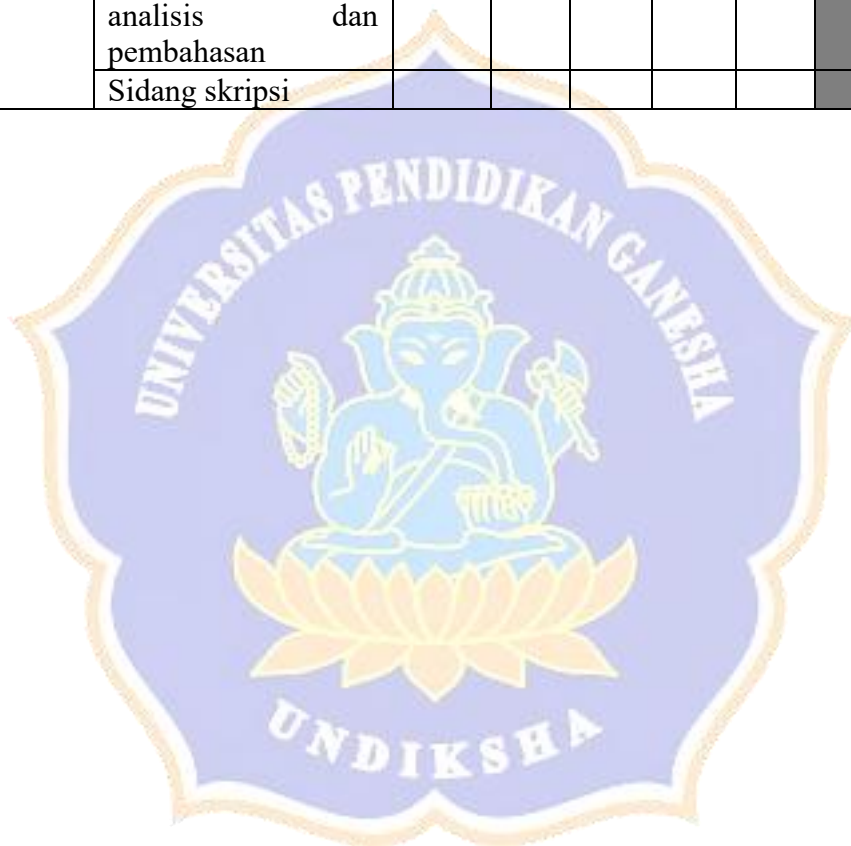 analisis dan
pembahasan
Sidang skripsi
UNIVERSITAS PENDIDIKAN GANESHA
UNDIKSHA